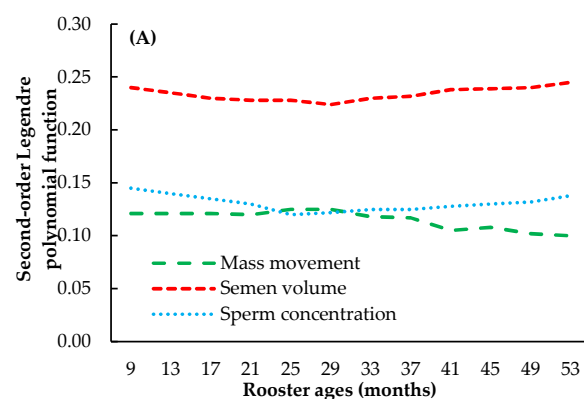 (A)
Second-order Legendre
polynomial function
0.30
0.25
0.20
0.15
0.10
0.05
0.00
Mass movement
Semen volume
Sperm concentration
9 13 17 21 25 29 33 37 41 45 49 53
Rooster ages (months)